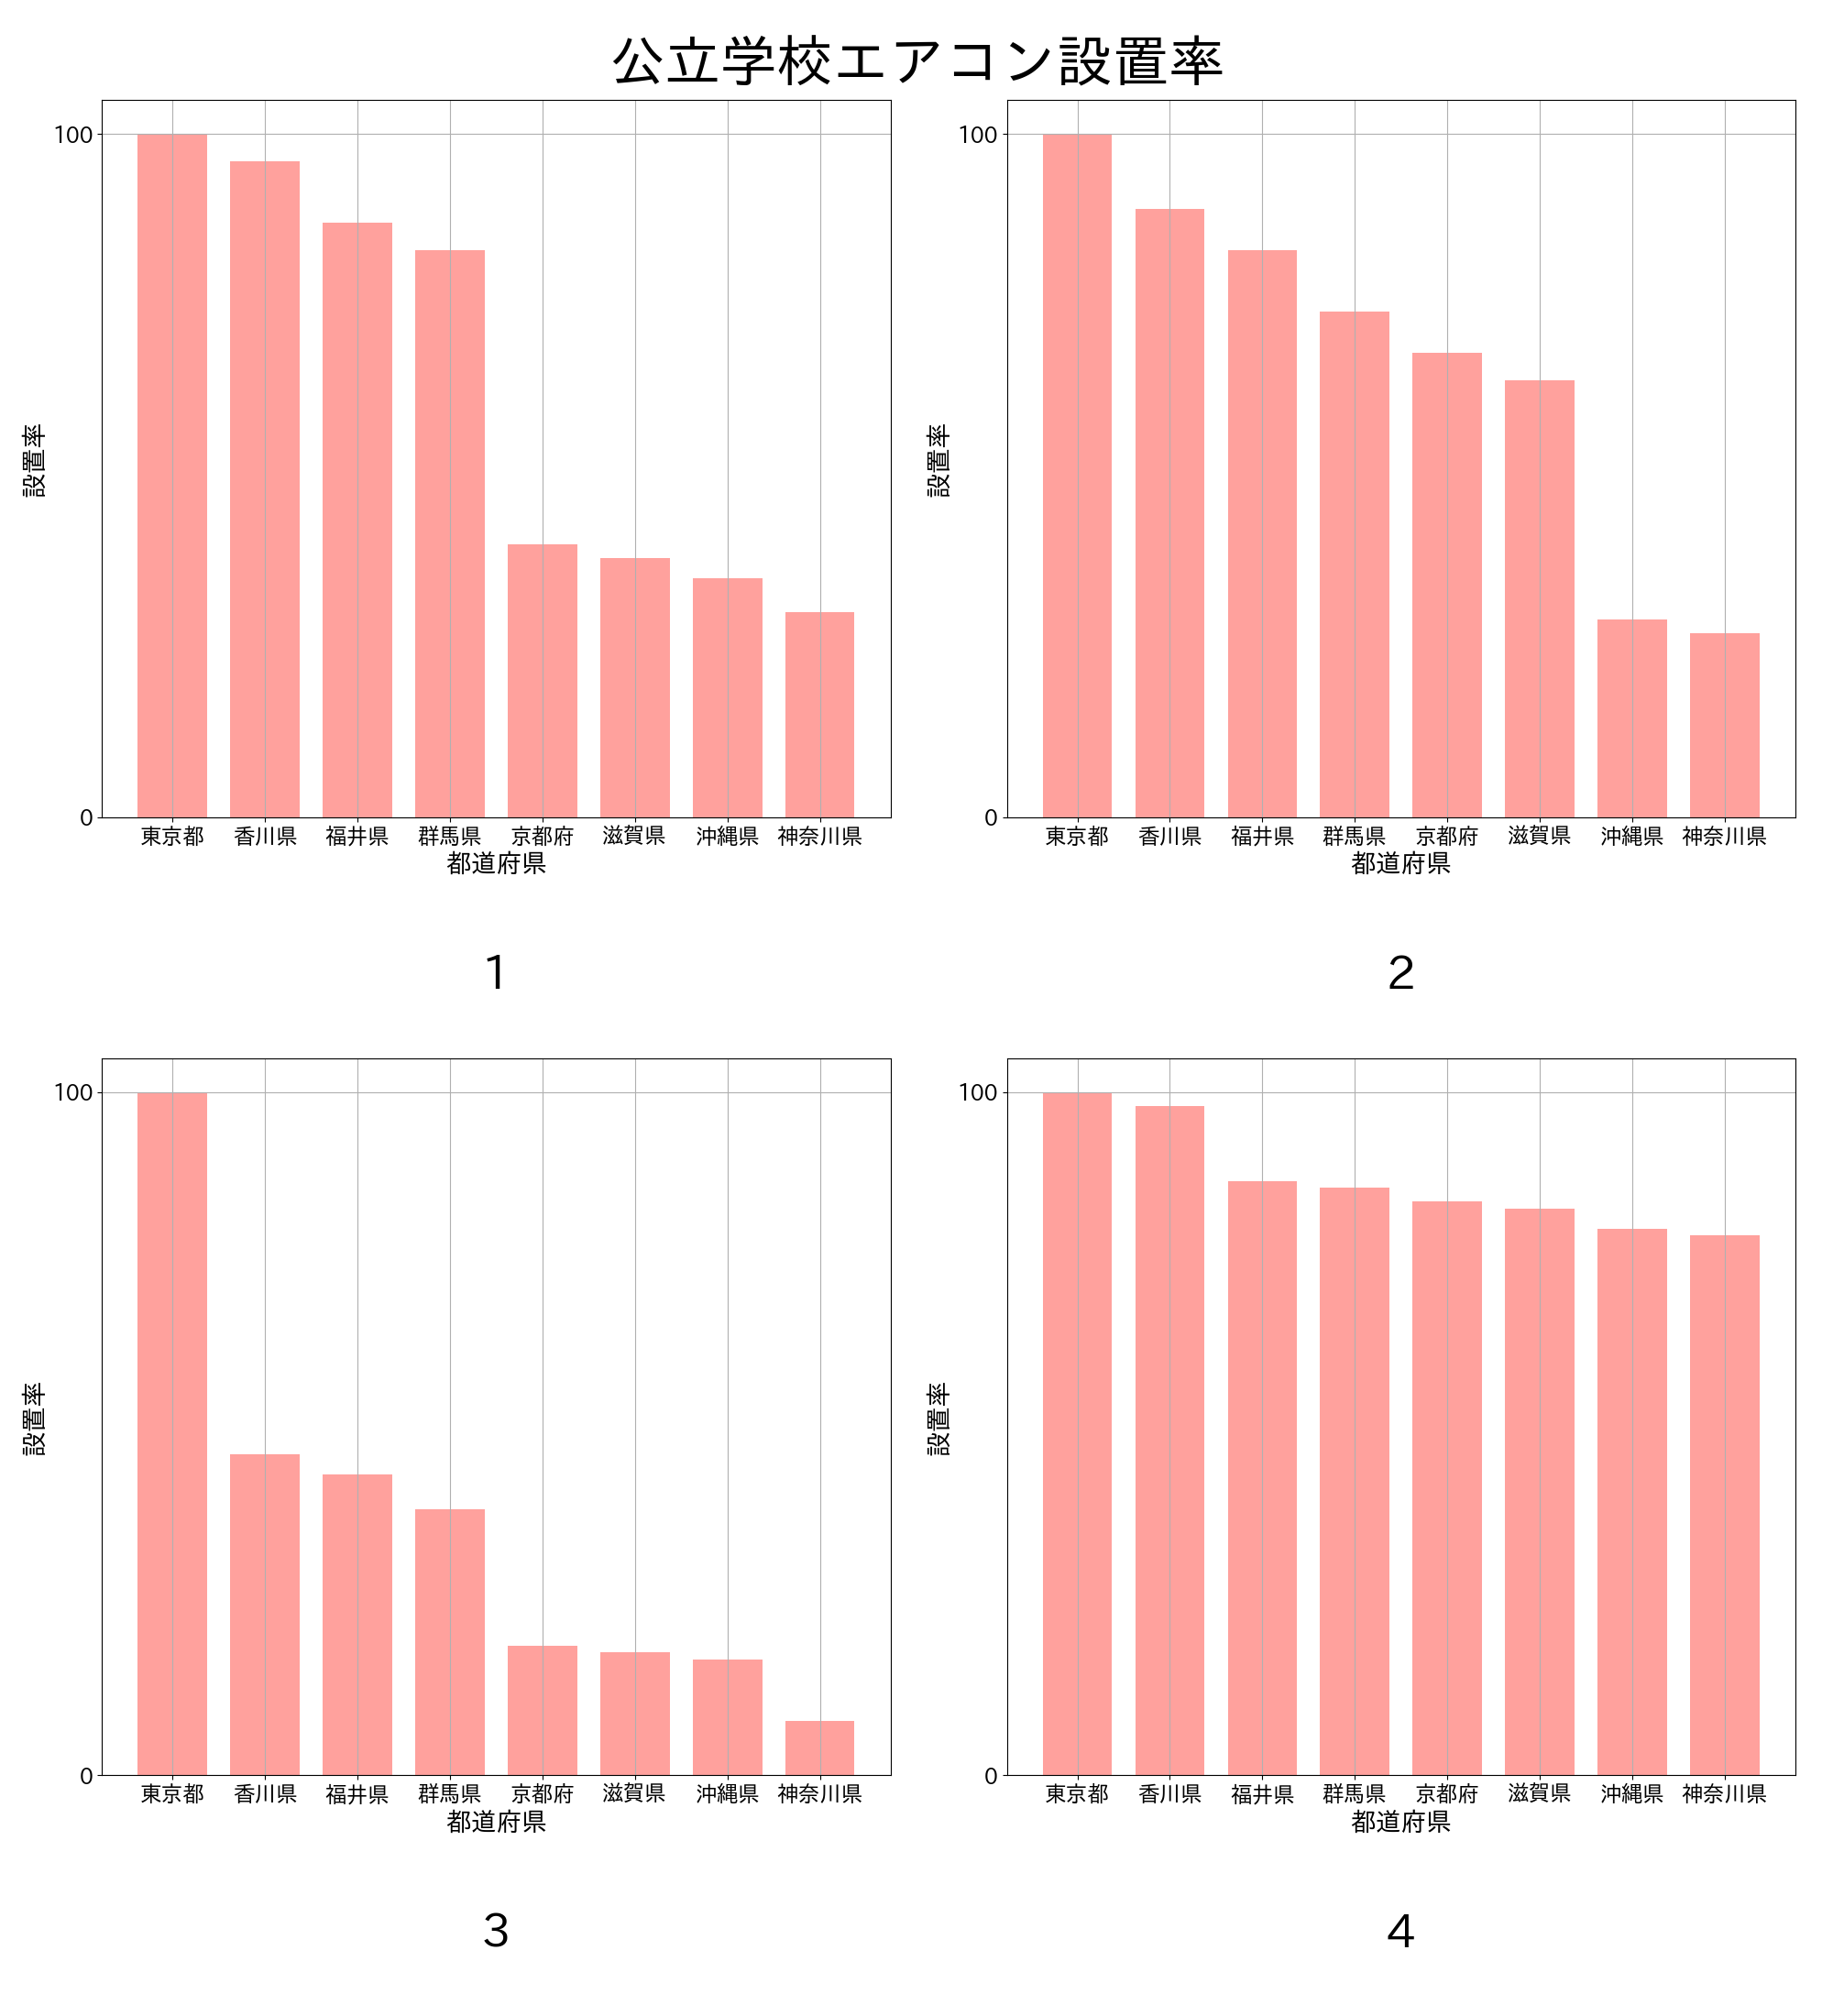 公立学校エアコン設置率
100
0
設置率
東京都 香川県 福井県 群馬県 京都府 滋賀県 沖縄県 神奈川県
都道府県
1
100
0
設置率
東京都 香川県 福井県 群馬県 京都府 滋賀県 沖縄県 神奈川県
都道府県
2
100
0
設置率
東京都 香川県 福井県 群馬県 京都府 滋賀県 沖縄県 神奈川県
都道府県
3
100
0
設置率
東京都 香川県 福井県 群馬県 京都府 滋賀県 沖縄県 神奈川県
都道府県
4